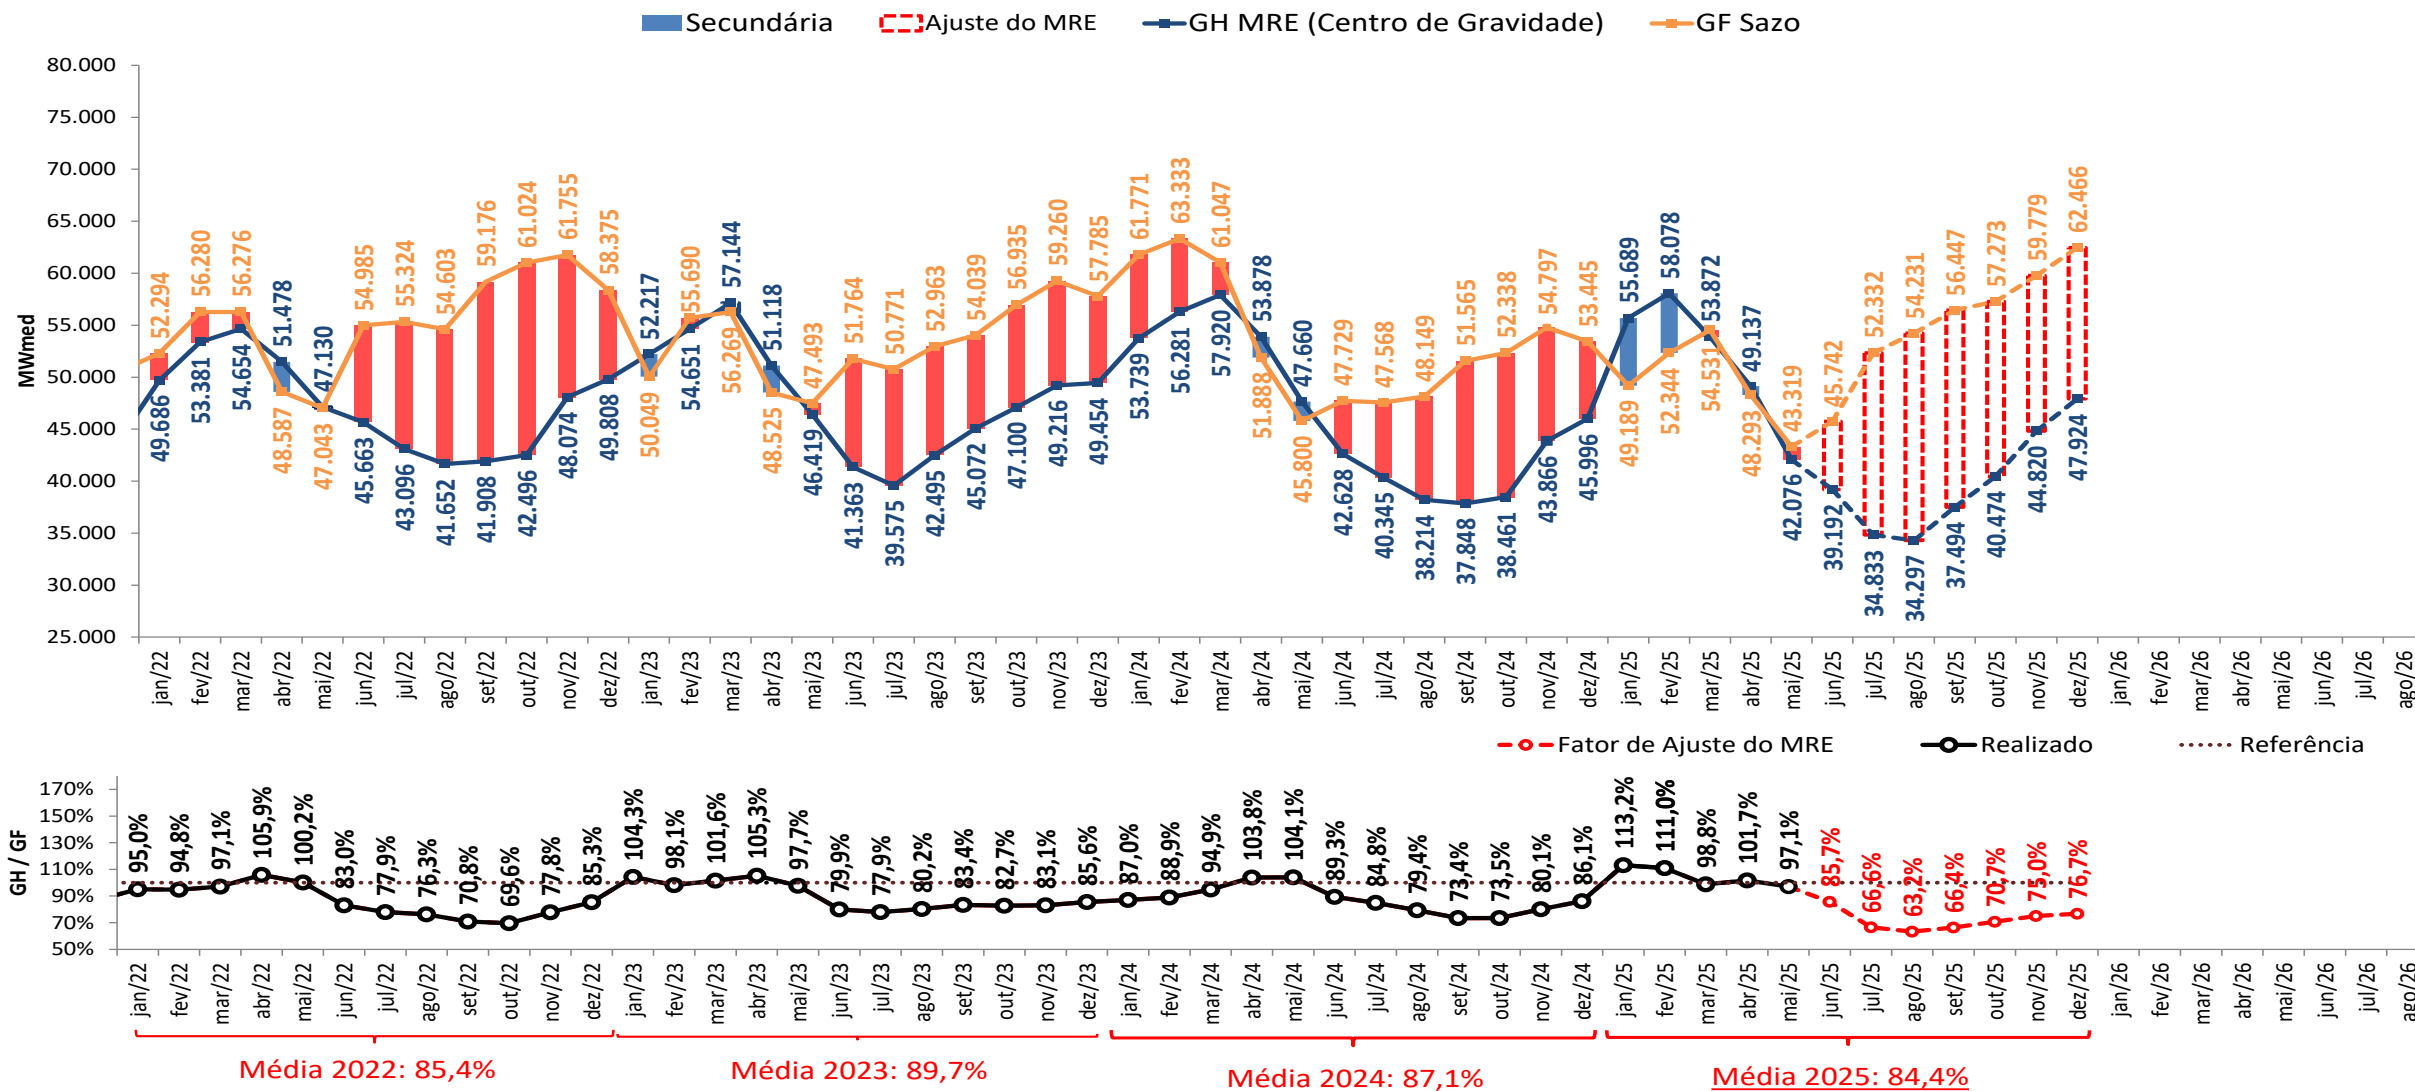 Secundária Ajuste do MRE GH MRE (Centro de Gravidade) GF Sazo
MWmed
80.000
75.000
70.000
65.000
60.000
55.000
50.000
45.000
40.000
35.000
30.000
25.000
52.294 56.280 56.276 48.587 47.043 54.985 55.324 54.603 59.176 61.024 61.755 58.375 50.049 55.690 56.269 48.525 47.493 51.764 50.771 52.963 54.039 56.935 59.260 57.785 61.771 63.333 61.047 51.888 45.800 47.729 47.568 48.149 51.565 52.338 54.797 53.445 49.189 52.344 54.531 48.293 43.319 45.742 52.332 54.231 56.447 57.273 59.779 62.466
49.686 53.381 54.654 51.478 47.130 45.663 43.096 41.652 41.908 42.496 48.074 49.808 52.217 54.651 57.144 51.118 46.419 41.363 39.575 42.495 45.072 47.100 49.216 49.454 53.739 56.281 57.920 53.878 47.660 42.628 40.345 38.214 37.848 38.461 43.866 45.996 55.689 58.078 53.872 49.137 42.076 39.192 34.833 34.297 37.494 40.474 44.820 47.924
jan/22 fev/22 mar/22 abr/22 mai/22 jun/22 jul/22 ago/22 set/22 out/22 nov/22 dez/22 jan/23 fev/23 mar/23 abr/23 mai/23 jun/23 jul/23 ago/23 set/23 out/23 nov/23 dez/23 jan/24 fev/24 mar/24 abr/24 mai/24 jun/24 jul/24 ago/24 set/24 out/24 nov/24 dez/24 jan/25 fev/25 mar/25 abr/25 mai/25 jun/25 jul/25 ago/25 set/25 out/25 nov/25 dez/25 jan/26 fev/26 mar/26 abr/26 mai/26 jun/26 jul/26 ago/26
Fator de Ajuste do MRE Realizado Referência
GH / GF
170%
150%
130%
110%
90%
70%
50%
95,0% 94,8% 97,1% 105,9% 100,2% 83,0% 77,9% 76,3% 70,8% 69,6% 77,8% 85,3% 104,3% 98,1% 101,6% 105,3% 97,7% 79,9% 77,9% 80,2% 83,4% 82,7% 83,1% 85,6% 87,0% 88,9% 94,9% 103,8% 104,1% 89,3% 84,8% 79,4% 73,4% 73,5% 80,1% 86,1% 113,2% 111,0% 98,8% 101,7% 97,1% 85,7% 66,6% 63,2% 66,4% 70,7% 75,0% 76,7%
jan/22 fev/22 mar/22 abr/22 mai/22 jun/22 jul/22 ago/22 set/22 out/22 nov/22 dez/22 jan/23 fev/23 mar/23 abr/23 mai/23 jun/23 jul/23 ago/23 set/23 out/23 nov/23 dez/23 jan/24 fev/24 mar/24 abr/24 mai/24 jun/24 jul/24 ago/24 set/24 out/24 nov/24 dez/24 jan/25 fev/25 mar/25 abr/25 mai/25 jun/25 jul/25 ago/25 set/25 out/25 nov/25 dez/25 jan/26 fev/26 mar/26 abr/26 mai/26 jun/26 jul/26 ago/26
Média 2022: 85,4% Média 2023: 89,7% Média 2024: 87,1% Média 2025: 84,4%